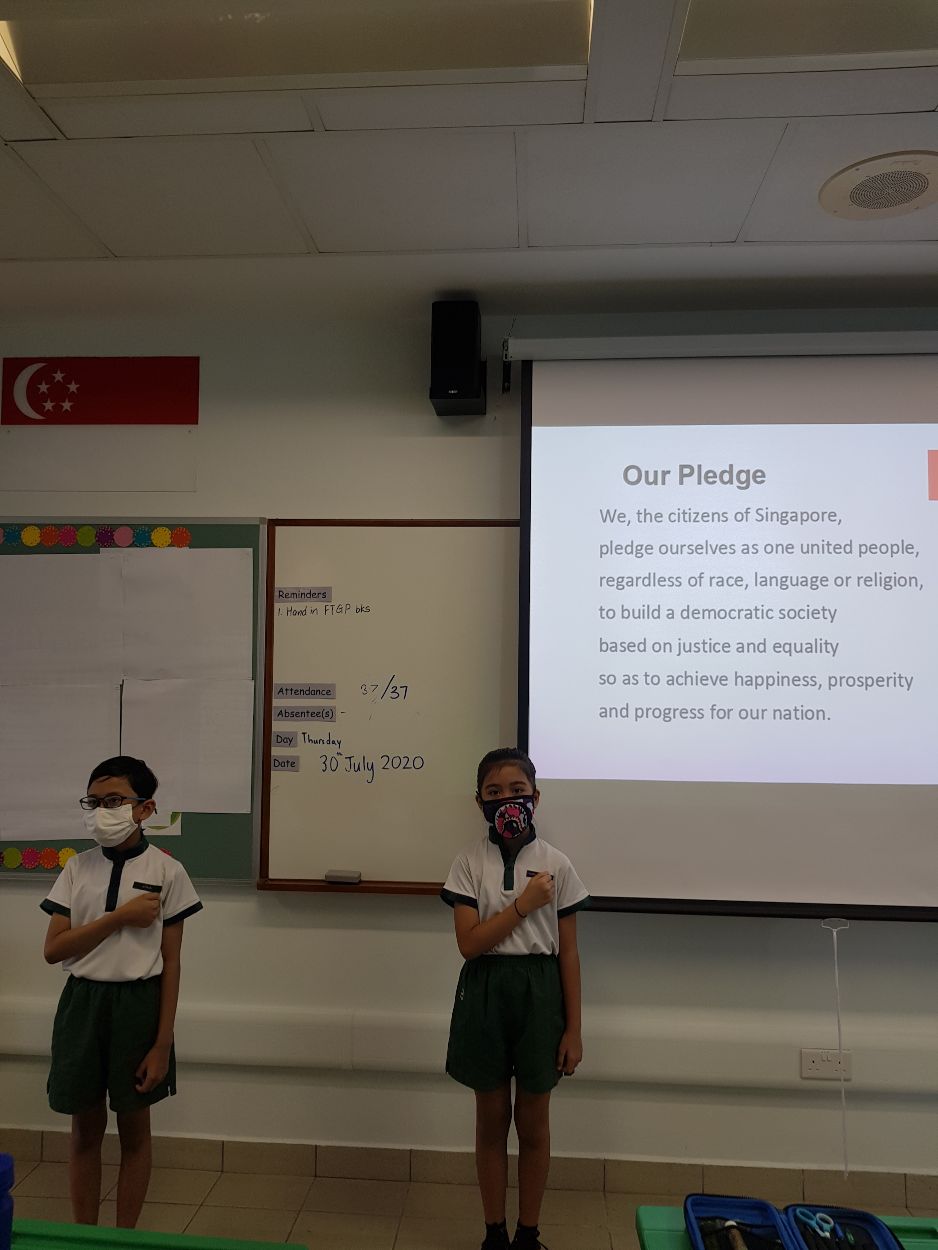 Reminders
1. Hand in FTGP bks
Attendance 37/37
Absentee(s) -
Day Thursday
Date 30th July 2020
Our Pledge
We, the citizens of Singapore,
pledge ourselves as one united people,
regardless of race, language or religion,
to build a democratic society
based on justice and equality
so as to achieve happiness, prosperity
and progress for our nation.